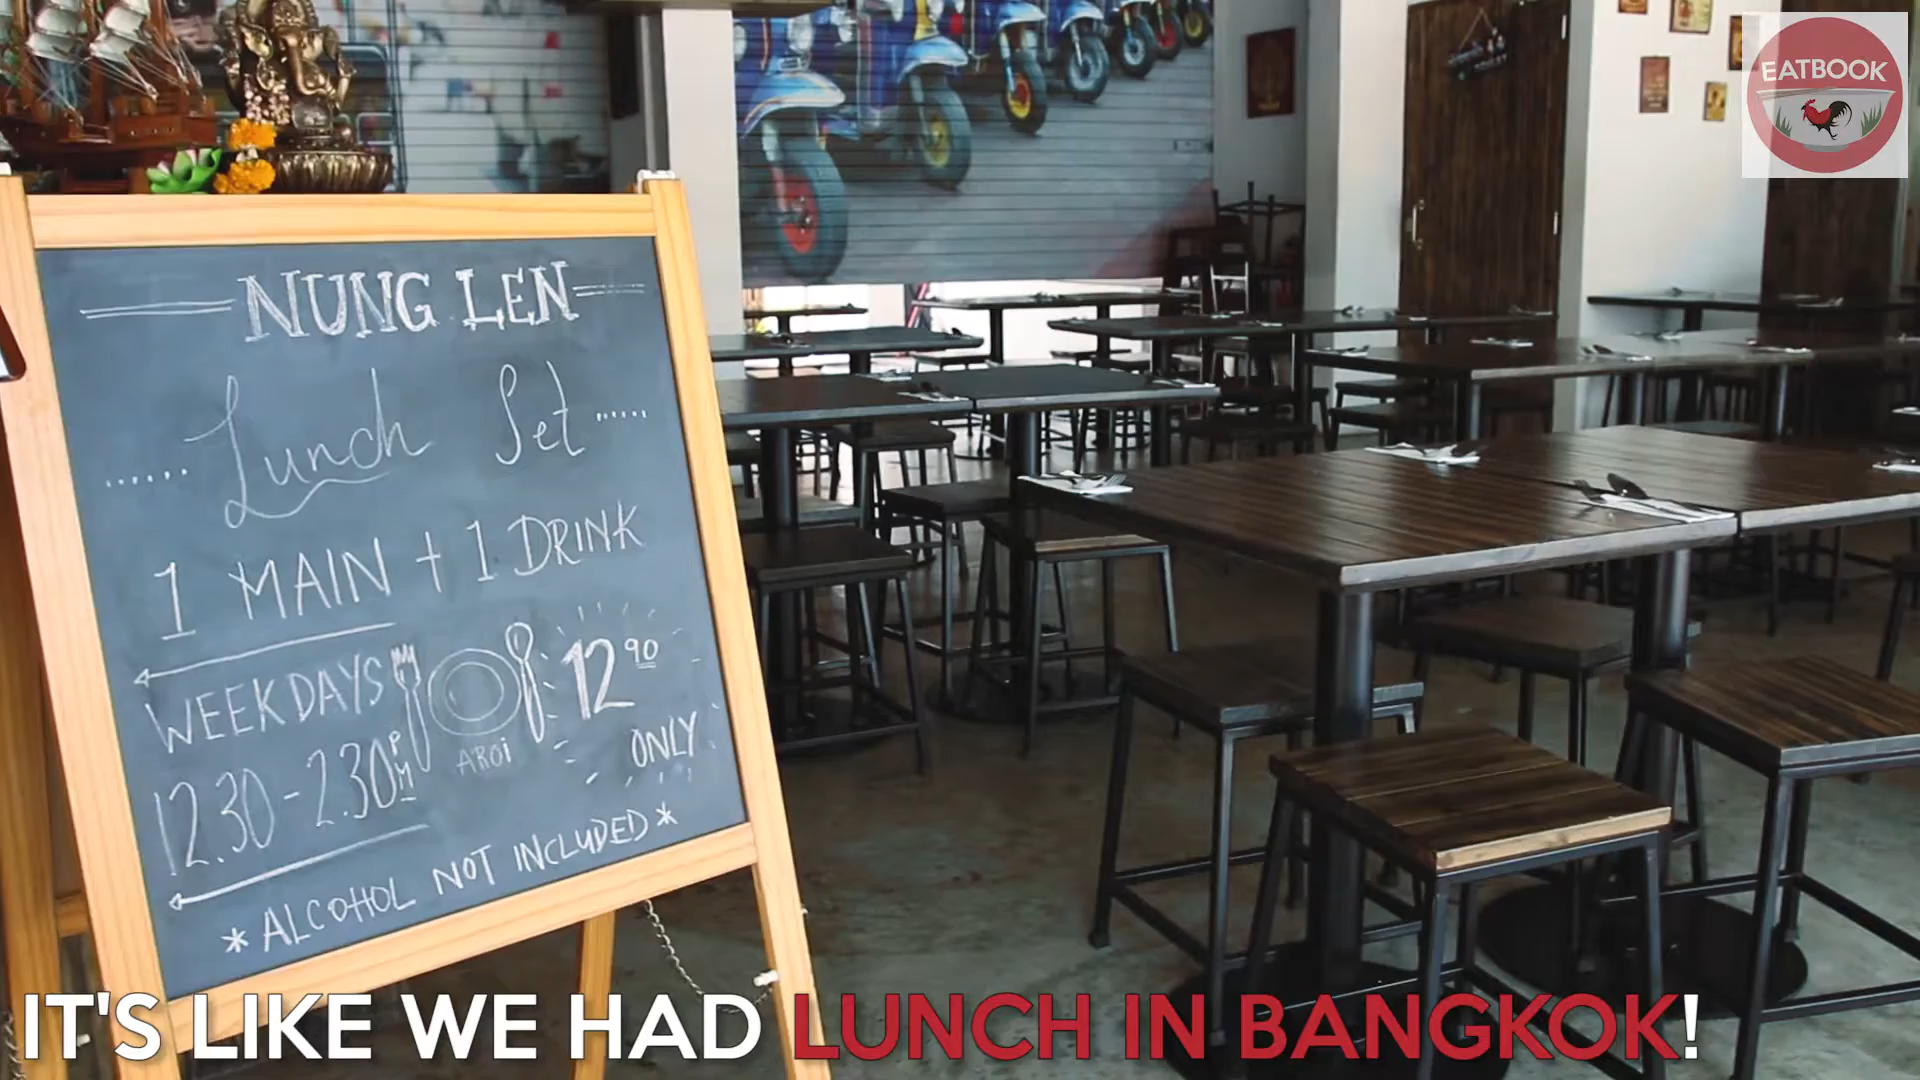 EATBOOK
NUNG LEN
Lunch Set
1 MAIN + 1 DRINK
WEEKDAYS
12.30 - 2.30PM
AROi
12.90
ONLY
*ALCOHOL NOT INCLUDED*
IT'S LIKE WE HAD LUNCH IN BANGKOK!